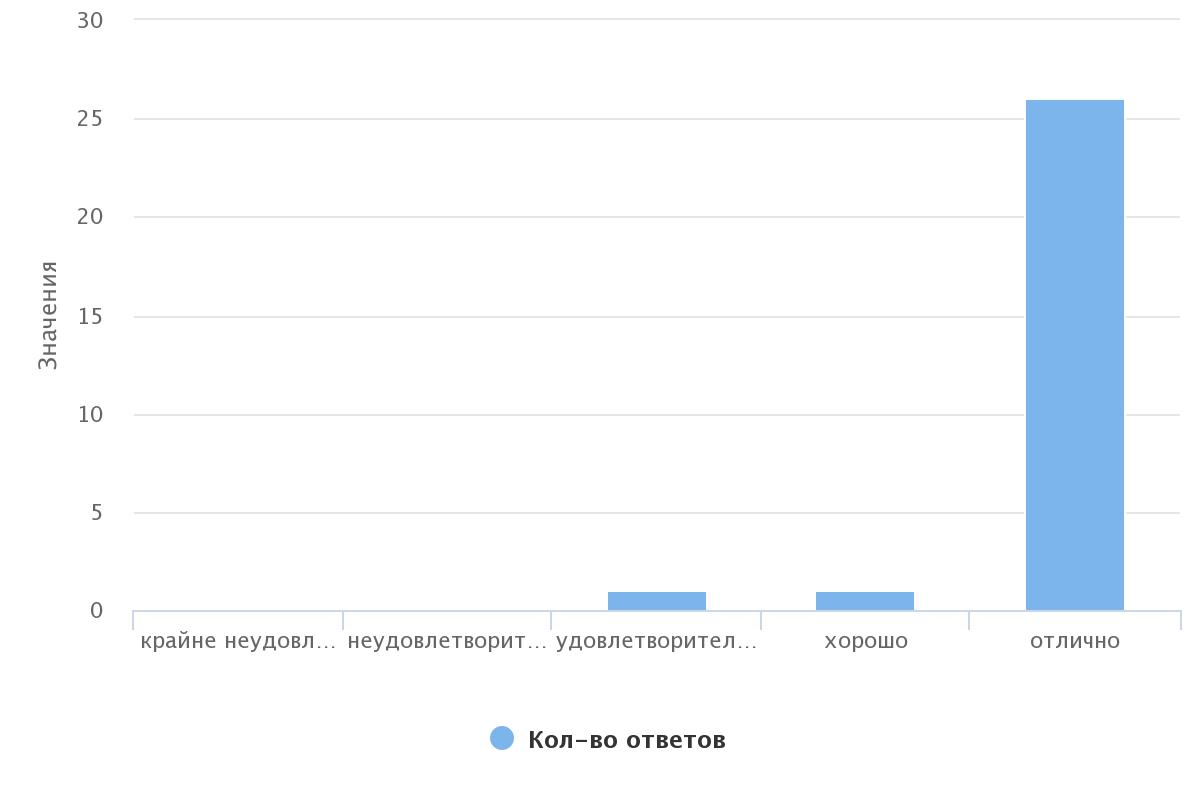 30
25
20
15
10
5
0
Значения
крайне неудовл...
неудовлетворит...
удовлетворител...
хорошо
отлично
Кол-во ответов